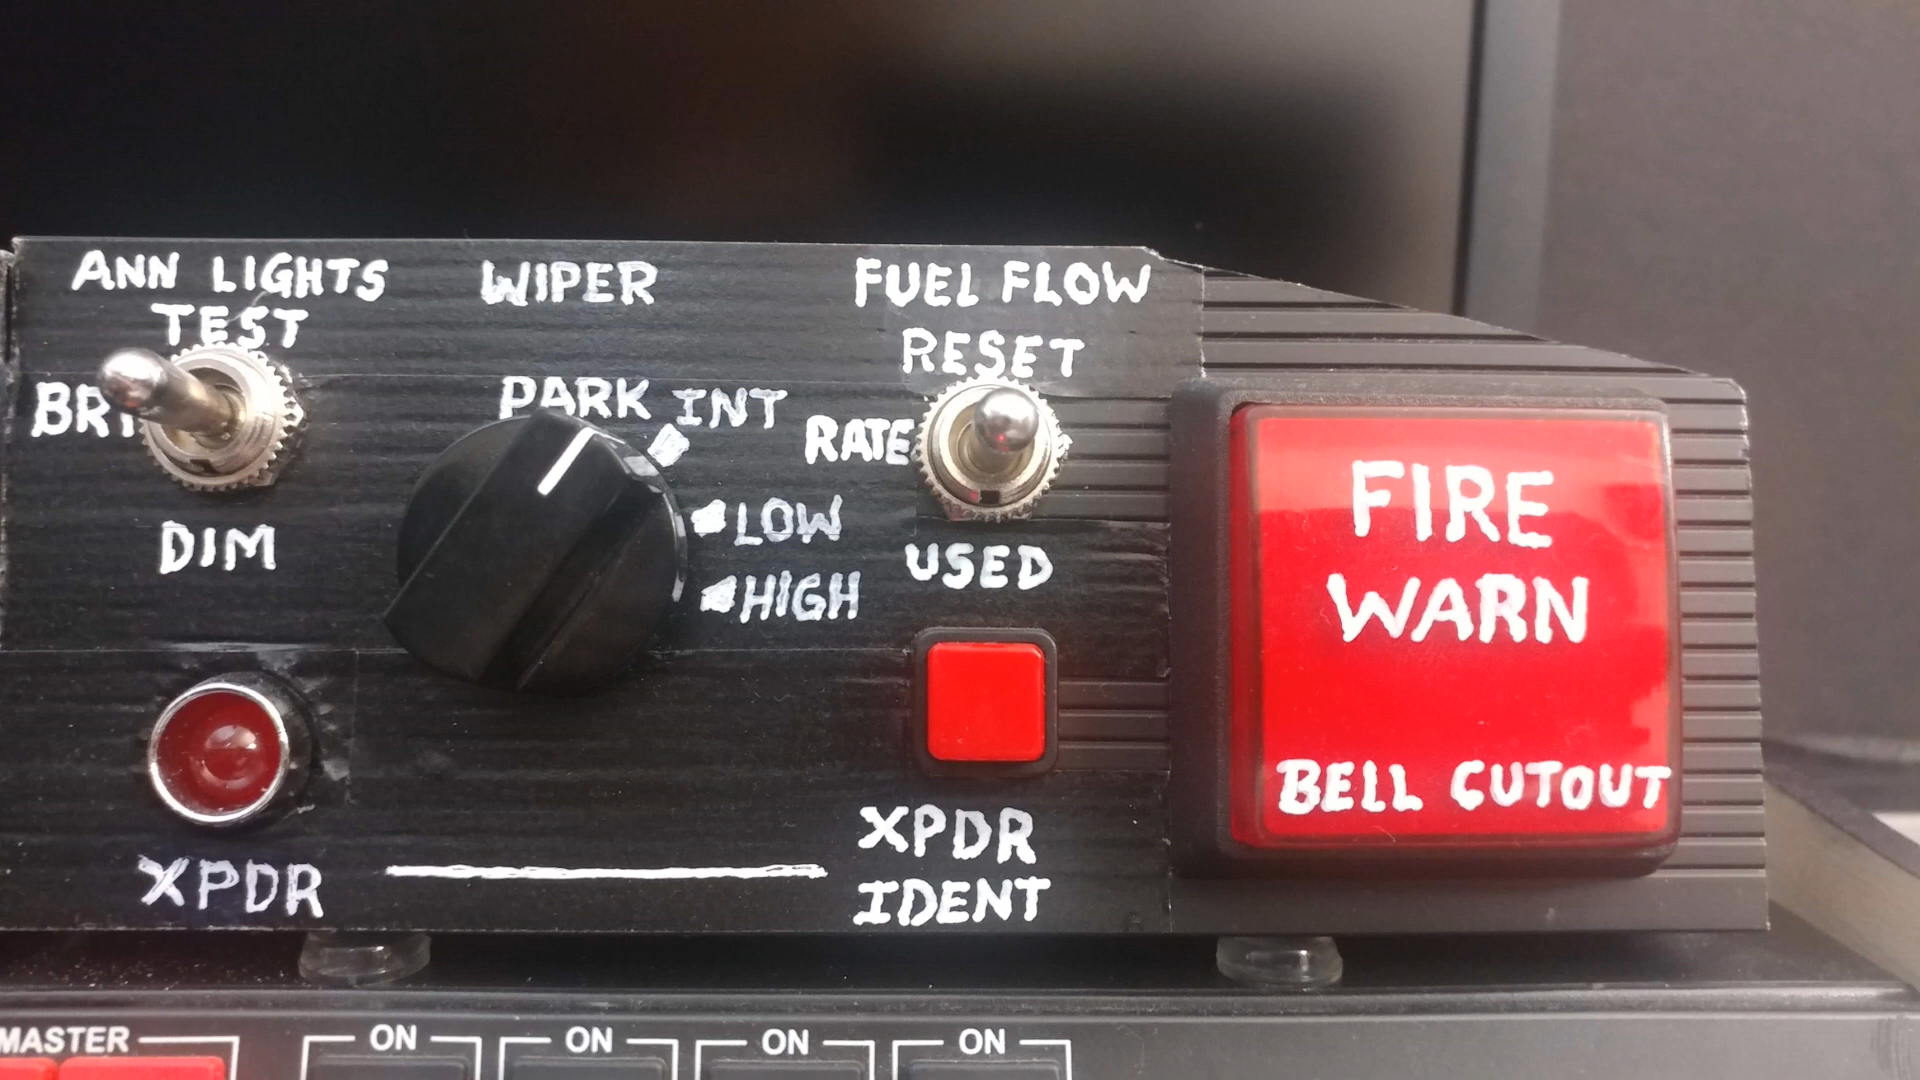 ANN LIGHTS
TEST
BRT
DIM
WIPER
PARK
INT
LOW
HIGH
FUEL FLOW
RESET
RATE
USED
FIRE
WARN
BELL CUTOUT
XPDR
XPDR
IDENT
MASTER
ON
ON
ON
ON